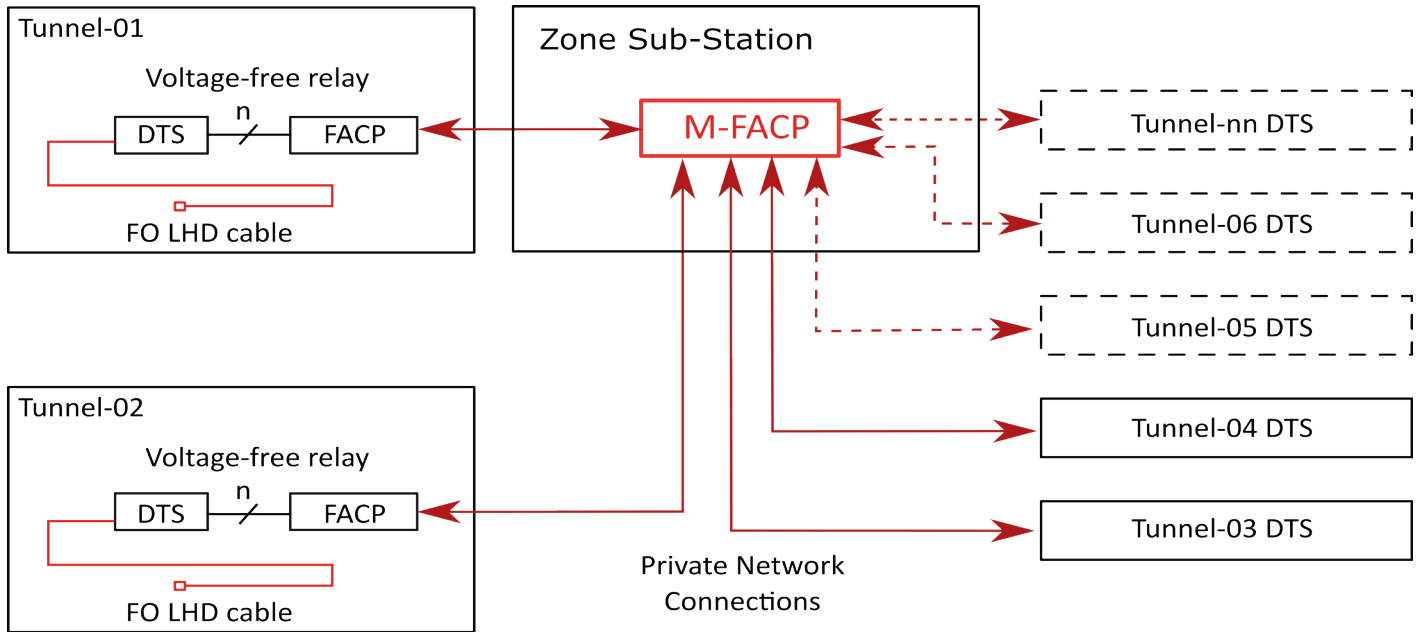 Tunnel-01
Voltage-free relay
n
DTS
FACP
FO LHD cable
Zone Sub-Station
M-FACP
Tunnel-nn DTS
Tunnel-06 DTS
Tunnel-05 DTS
Tunnel-04 DTS
Tunnel-03 DTS
Tunnel-02
Voltage-free relay
n
DTS
FACP
FO LHD cable
Private Network
Connections